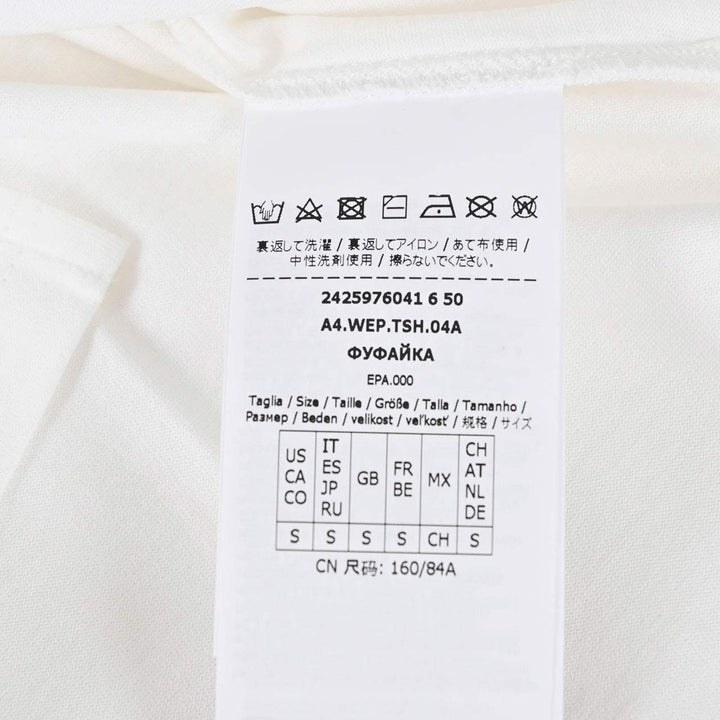 裏返して洗濯 / 裏返してアイロン / あて布使用 /
中性洗剤使用 / 擦らないでください。
2425976041 6 50
A4.WEP.TSH.04A
ФУФАЙКА
EPA.000
Taglia / Size / Taille / Größe / Talla / Tamanho /
Размер / Beden / velikost / veľkosť / 规格 / サイズ
US CA CO | IT ES JP RU | GB | FR BE | MX | CH AT NL DE
S | S | S | S | CH | S
CN 尺码: 160/84A